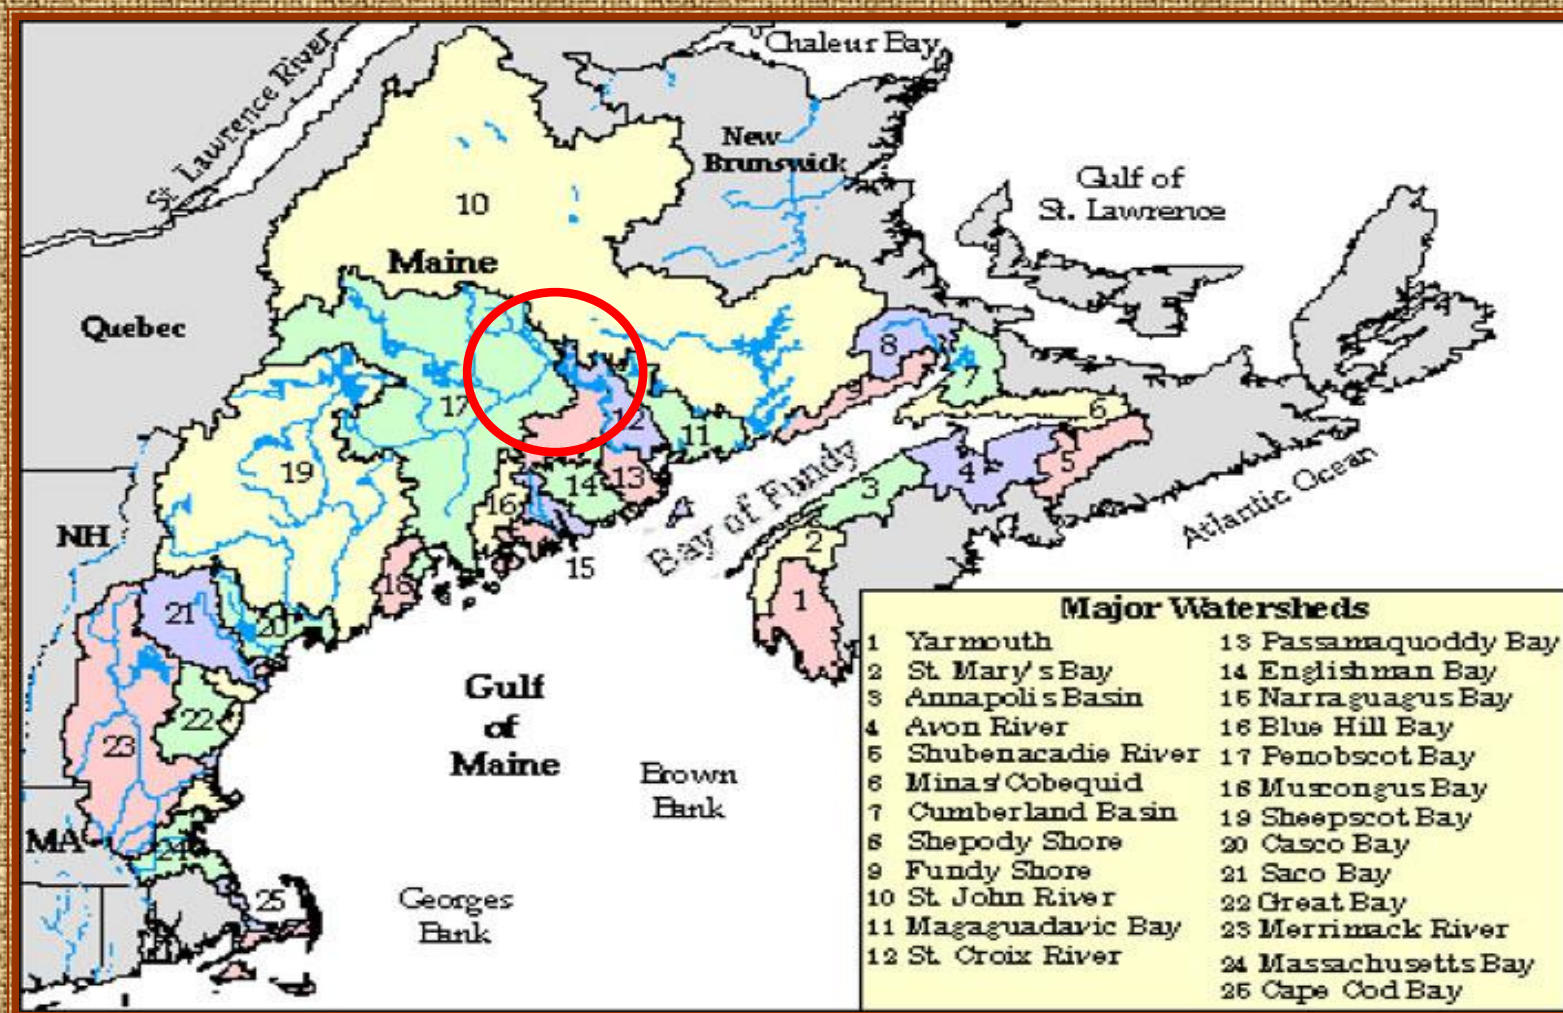 Chaleur Bay
St. Lawrence River
New
Brunswick
Gulf of
St. Lawrence
10
Maine
Quebec
8
9
7
6
17
12
11
19
16
14
13
3
4
5
Bay of Fundy
Atlantic Ocean
NH
2
15
18
1
21
20
Gulf
of
Maine
22
23
Brown
Bank
MA
24
25
Georges
Bank
Major Watersheds
1 Yarmouth
2 St. Mary's Bay
3 Annapolis Basin
4 Avon River
5 Shubenacadie River
6 Minas/Cobequid
7 Cumberland Basin
8 Shepody Shore
9 Fundy Shore
10 St. John River
11 Magaguadavic Bay
12 St. Croix River
13 Passamaquoddy Bay
14 Englishman Bay
15 Narraguagus Bay
16 Blue Hill Bay
17 Penobscot Bay
18 Muscongus Bay
19 Sheepscot Bay
20 Casco Bay
21 Saco Bay
22 Great Bay
23 Merrimack River
24 Massachusetts Bay
25 Cape Cod Bay